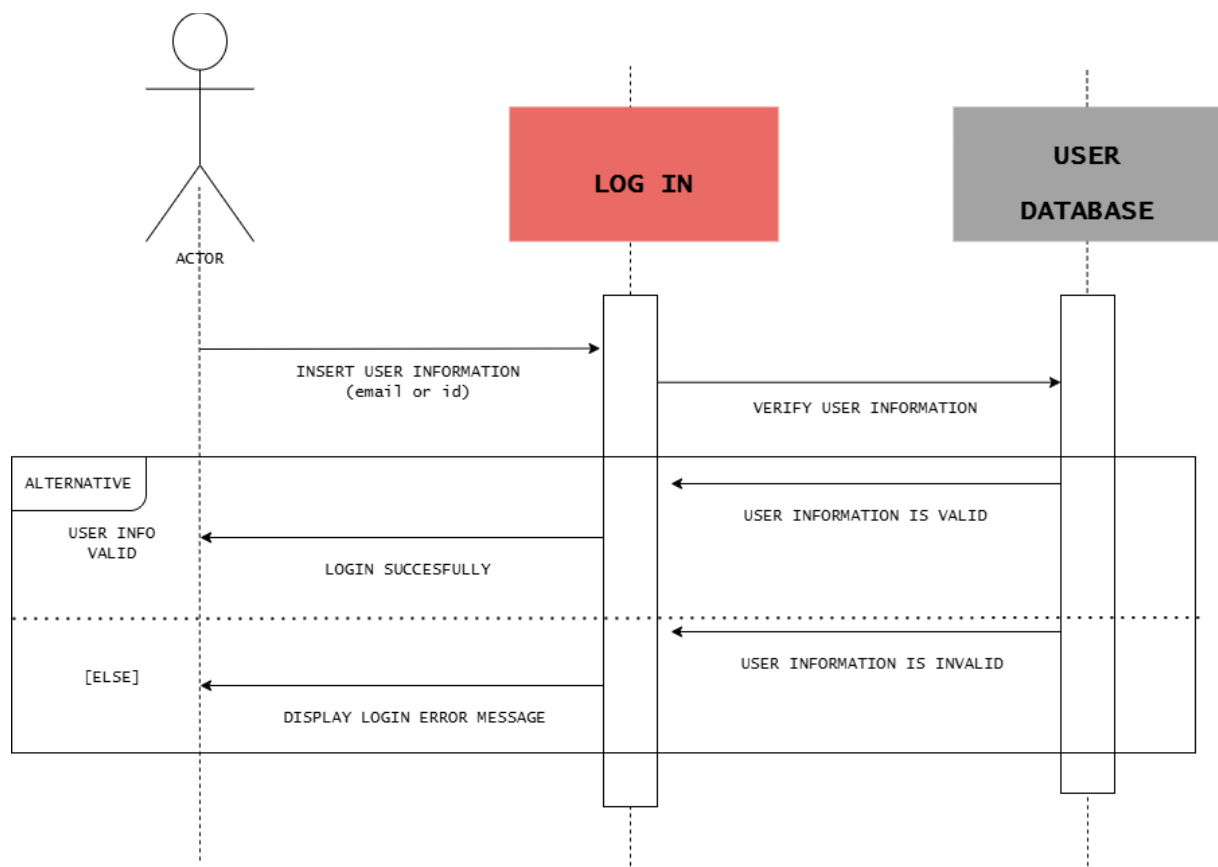 ACTOR
LOG IN
USER
DATABASE
INSERT USER INFORMATION
(email or id)
VERIFY USER INFORMATION
ALTERNATIVE
USER INFORMATION IS VALID
USER INFO
VALID
LOGIN SUCCESFULLY
USER INFORMATION IS INVALID
[ELSE]
DISPLAY LOGIN ERROR MESSAGE